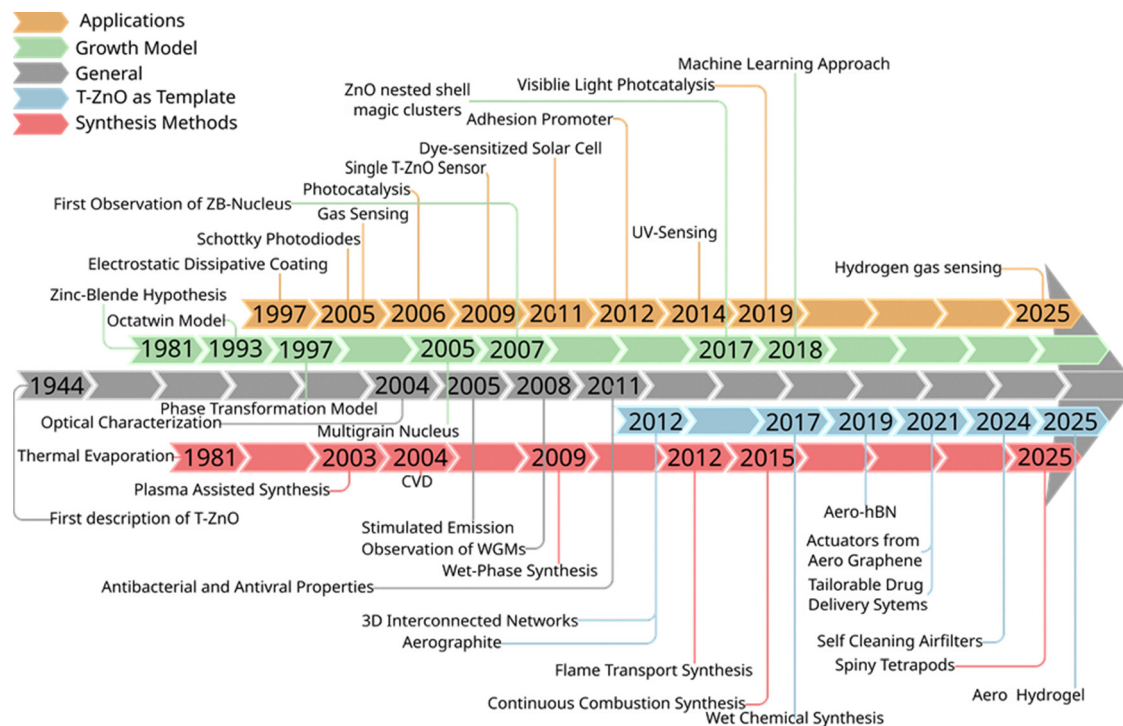 Applications
Growth Model
General
T-ZnO as Template
Synthesis Methods
Machine Learning Approach
Visiblie Light Photcatalysis
ZnO nested shell
magic clusters
Adhesion Promoter
Dye-sensitized Solar Cell
Single T-ZnO Sensor
Photocatalysis
First Observation of ZB-Nucleus
Gas Sensing
UV-Sensing
Schottky Photodiodes
Electrostatic Dissipative Coating
Hydrogen gas sensing
Zinc-Blende Hypothesis
Octatwin Model
1997 2005 2006 2009 2011 2012 2014 2019 2025
1981 1993 1997 2005 2007 2017 2018
1944 2004 2005 2008 2011
Phase Transformation Model
Optical Characterization
Multigrain Nucleus
2012 2017 2019 2021 2024 2025
Thermal Evaporation
1981 2003 2004 2009 2012 2015 2025
CVD
Plasma Assisted Synthesis
First description of T-ZnO
Aero-hBN
Stimulated Emission
Observation of WGMs
Actuators from
Aero Graphene
Wet-Phase Synthesis
Antibacterial and Antivral Properties
Tailorable Drug
Delivery Sytems
3D Interconnected Networks
Aerographite
Self Cleaning Airfilters
Spiny Tetrapods
Flame Transport Synthesis
Aero Hydrogel
Continuous Combustion Synthesis
Wet Chemical Synthesis